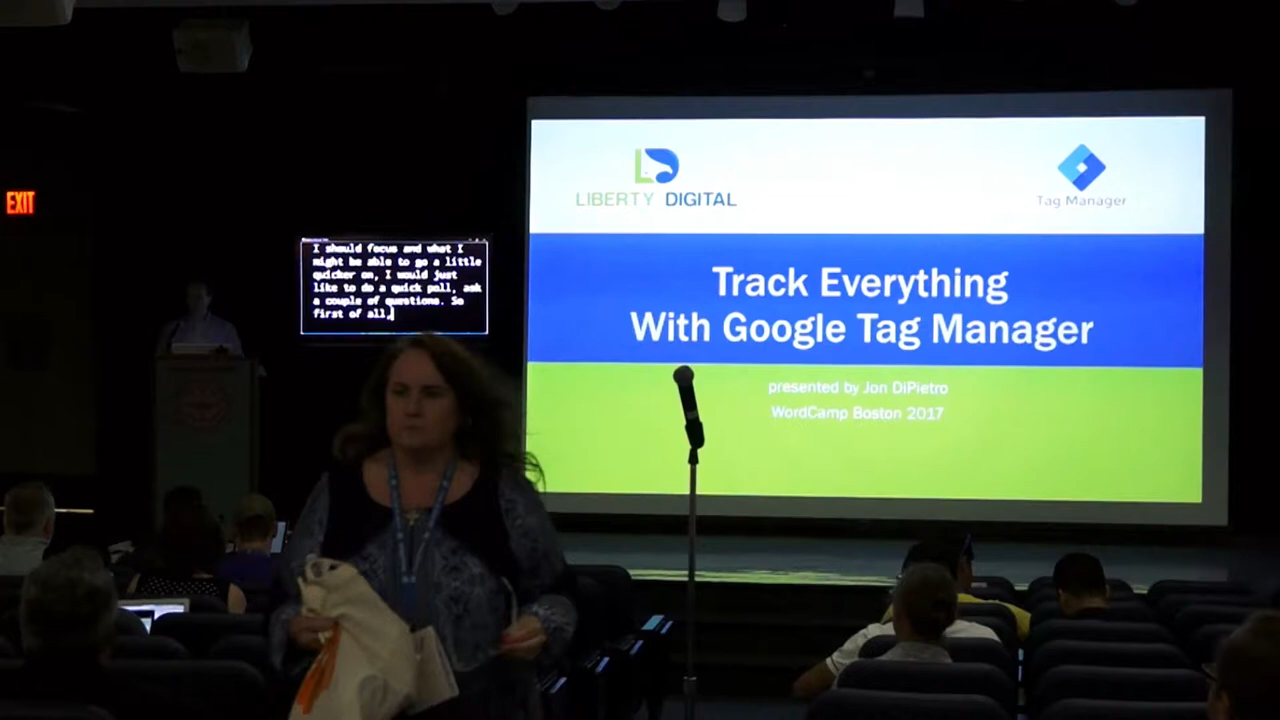 EXIT
I should focus and what I
might be able to go a little
quicker on, I would just
like to do a quick poll, ask
a couple of questions. So
first of all,
LIBERTY DIGITAL
Tag Manager
Track Everything
With Google Tag Manager
presented by Jon DiPietro
WordCamp Boston 2017